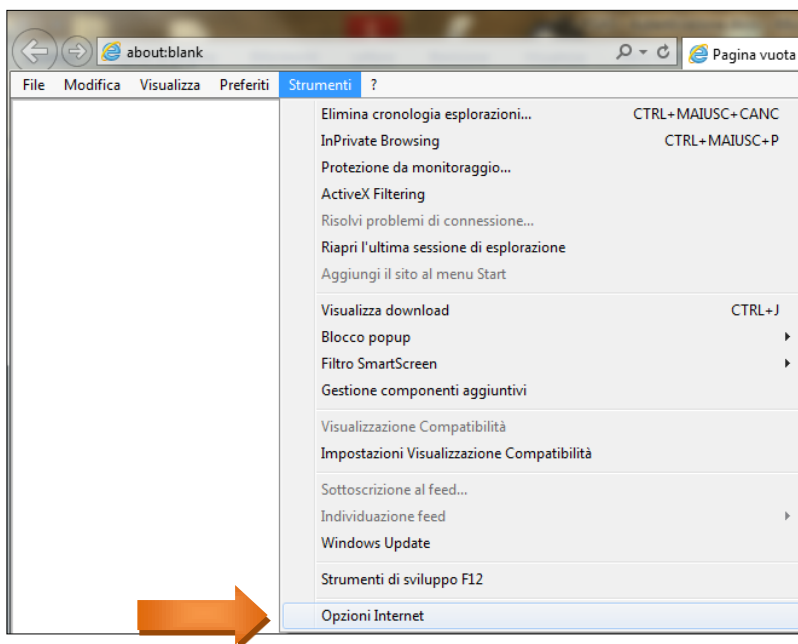 about:blank
Pagina vuota
File Modifica Visualizza Preferiti Strumenti ?
Elimina cronologia esplorazioni... CTRL+MAIUSC+CANC
InPrivate Browsing CTRL+MAIUSC+P
Protezione da monitoraggio...
ActiveX Filtering
Risolvi problemi di connessione...
Riapri l'ultima sessione di esplorazione
Aggiungi il sito al menu Start
Visualizza download CTRL+J
Blocco popup
Filtro SmartScreen
Gestione componenti aggiuntivi
Visualizzazione Compatibilità
Impostazioni Visualizzazione Compatibilità
Sottoscrizione al feed...
Individuazione feed
Windows Update
Strumenti di sviluppo F12
Opzioni Internet